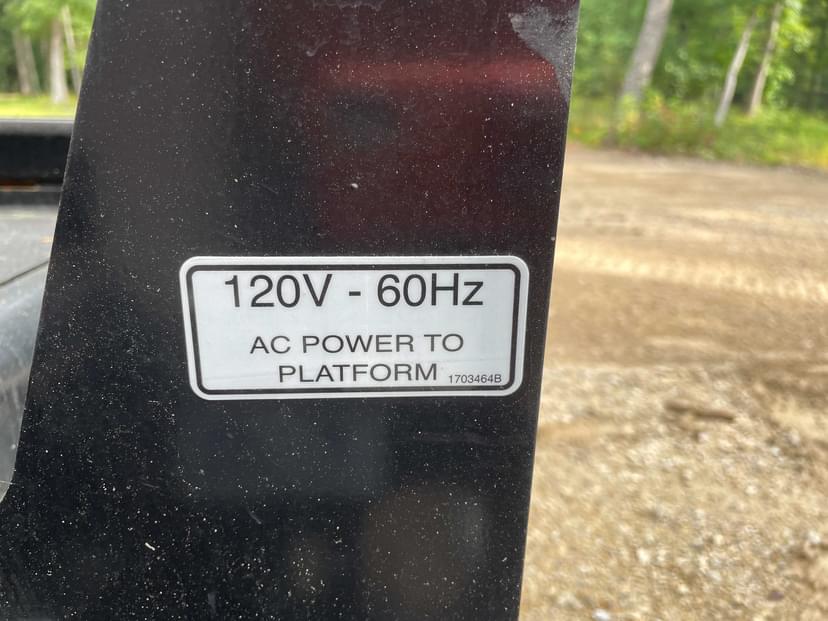 120V - 60Hz
AC POWER TO
PLATFORM 1703464B